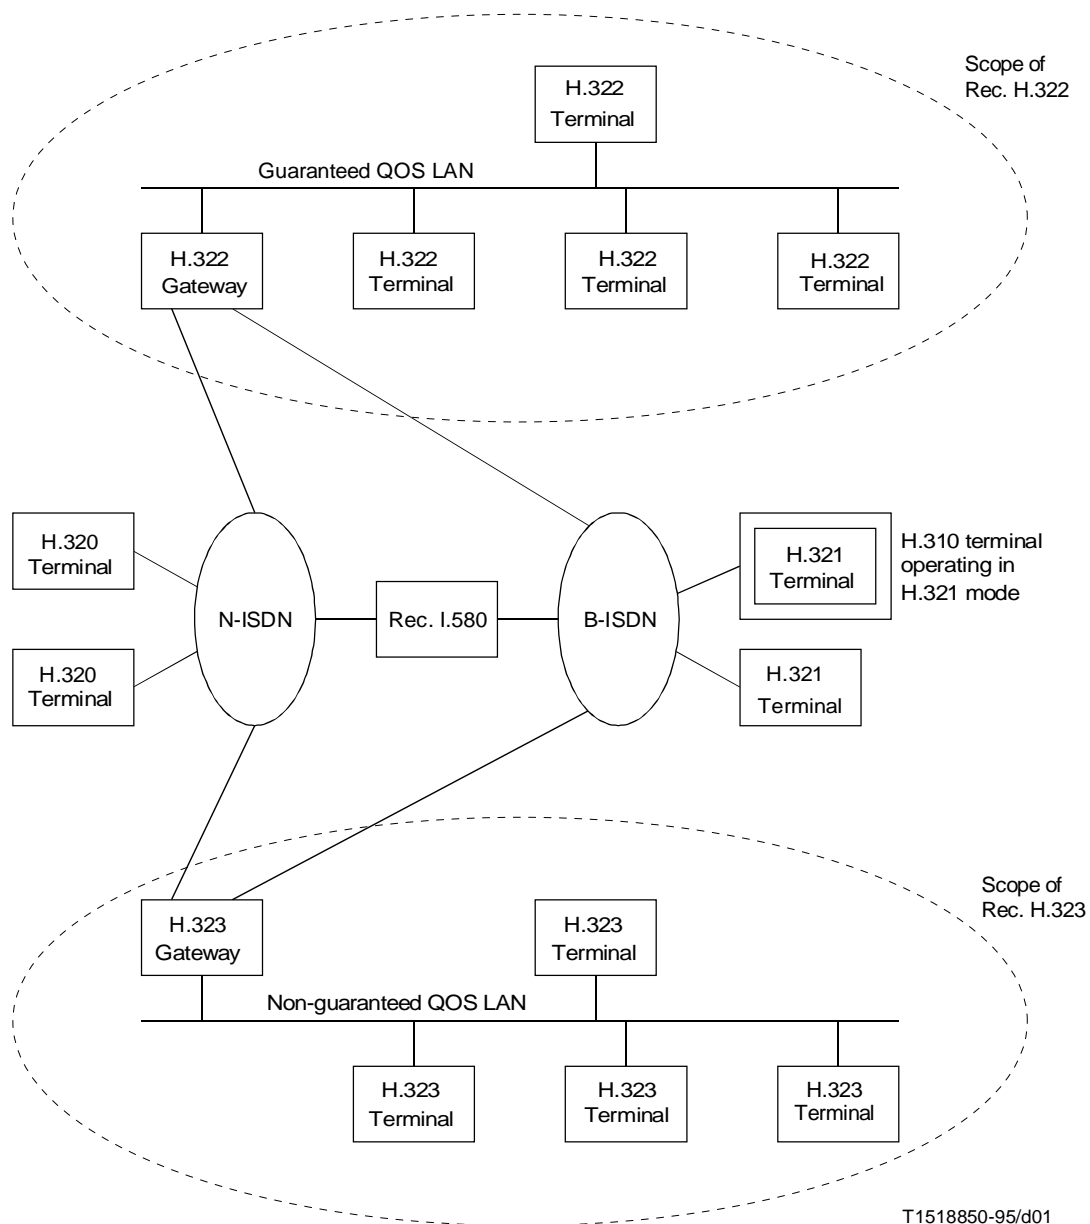 Scope of
Rec. H.322
H.322
Terminal
Guaranteed QOS LAN
H.322
Gateway
H.322
Terminal
H.322
Terminal
H.322
Terminal
H.320
Terminal
H.320
Terminal
N-ISDN
Rec. I.580
B-ISDN
H.321
Terminal
H.310 terminal
operating in
H.321 mode
H.321
Terminal
Scope of
Rec. H.323
H.323
Gateway
H.323
Terminal
Non-guaranteed QOS LAN
H.323
Terminal
H.323
Terminal
H.323
Terminal
T1518850-95/d01